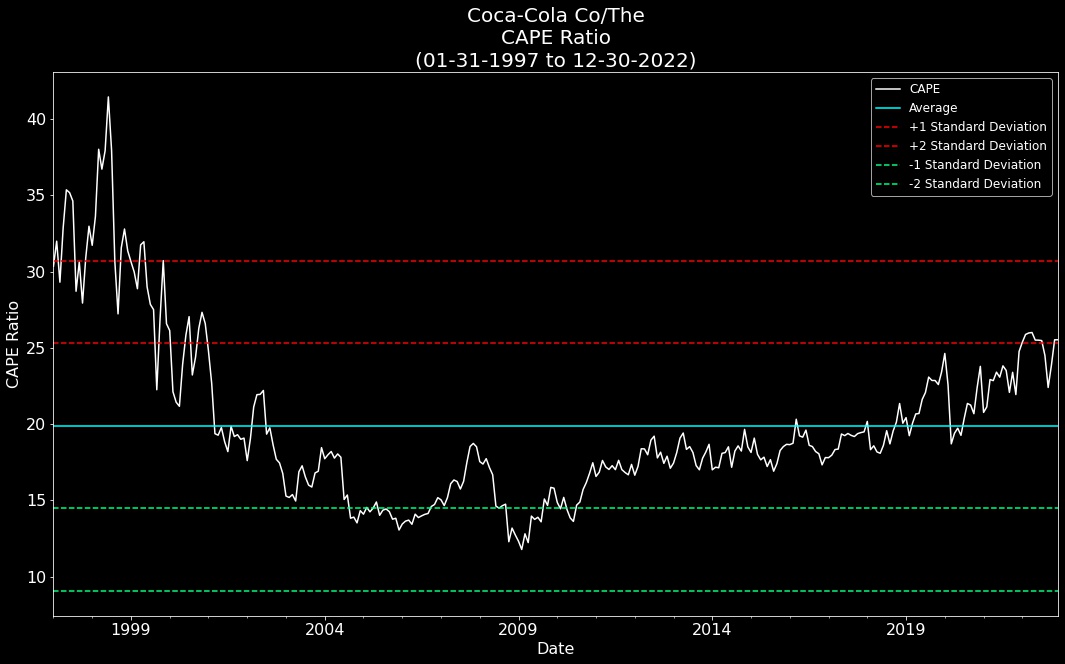 Coca-Cola Co/The
CAPE Ratio
(01-31-1997 to 12-30-2022)
CAPE
Average
+1 Standard Deviation
+2 Standard Deviation
-1 Standard Deviation
-2 Standard Deviation
CAPE Ratio
40
35
30
25
20
15
10
1999 2004 2009 2014 2019
Date